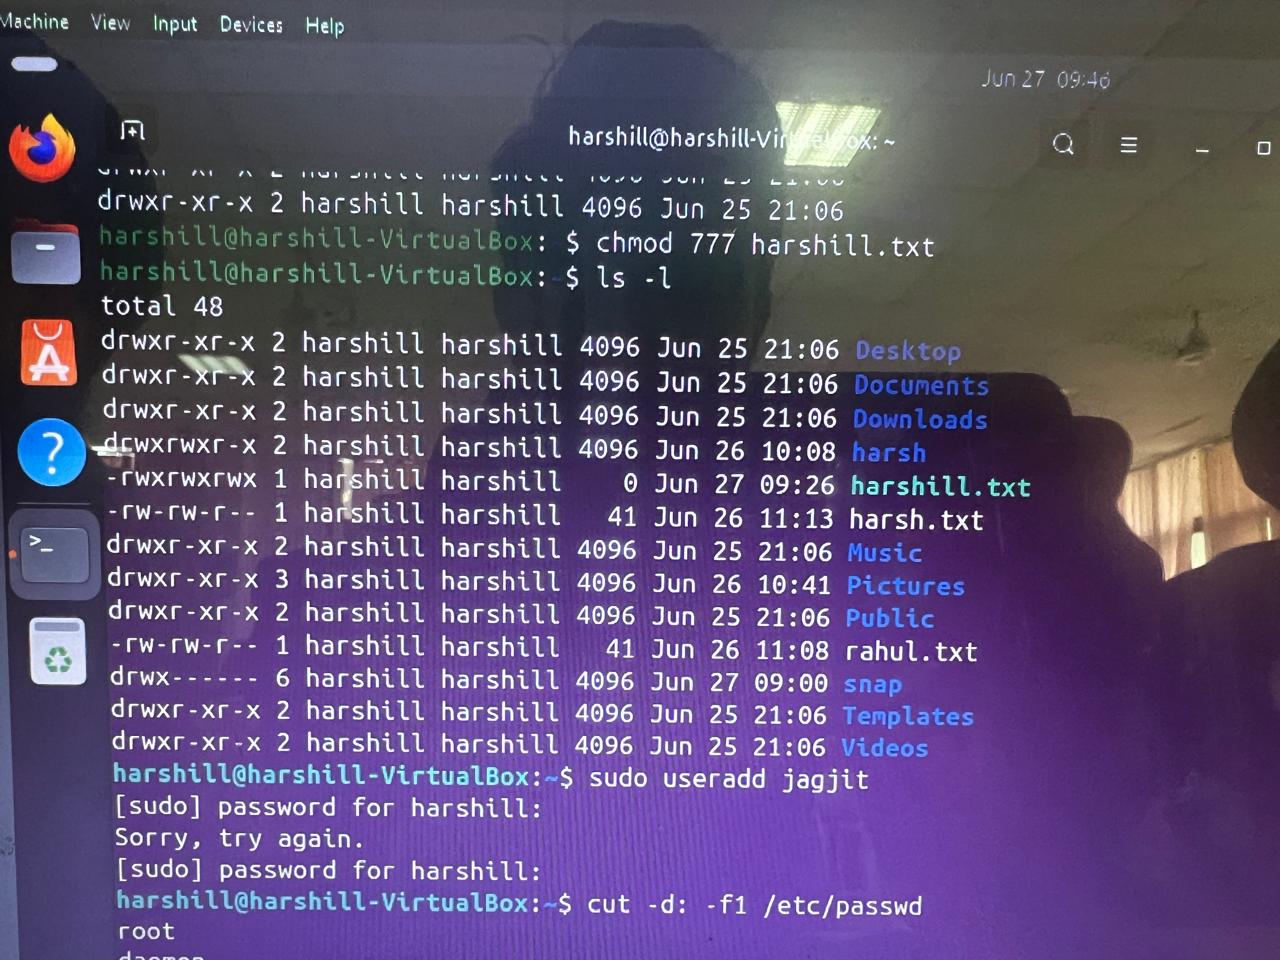 Machine View Input Devices Help
Jun 27 09:46
harshill@harshill-VirtualBox: ~
drwxr-xr-x 2 harshill harshill 4096 Jun 25 21:06
harshill@harshill-VirtualBox:~$ chmod 777 harshill.txt
harshill@harshill-VirtualBox:~$ ls -l
total 48
drwxr-xr-x 2 harshill harshill 4096 Jun 25 21:06 Desktop
drwxr-xr-x 2 harshill harshill 4096 Jun 25 21:06 Documents
drwxr-xr-x 2 harshill harshill 4096 Jun 25 21:06 Downloads
drwxrwxr-x 2 harshill harshill 4096 Jun 26 10:08 harsh
-rwxrwxrwx 1 harshill harshill 0 Jun 27 09:26 harshill.txt
-rw-rw-r-- 1 harshill harshill 41 Jun 26 11:13 harsh.txt
drwxr-xr-x 2 harshill harshill 4096 Jun 25 21:06 Music
drwxr-xr-x 3 harshill harshill 4096 Jun 26 10:41 Pictures
drwxr-xr-x 2 harshill harshill 4096 Jun 25 21:06 Public
-rw-rw-r-- 1 harshill harshill 41 Jun 26 11:08 rahul.txt
drwx------ 6 harshill harshill 4096 Jun 27 09:00 snap
drwxr-xr-x 2 harshill harshill 4096 Jun 25 21:06 Templates
drwxr-xr-x 2 harshill harshill 4096 Jun 25 21:06 Videos
harshill@harshill-VirtualBox:~$ sudo useradd jagjit
[sudo] password for harshill:
Sorry, try again.
[sudo] password for harshill:
harshill@harshill-VirtualBox:~$ cut -d: -f1 /etc/passwd
root
daemon